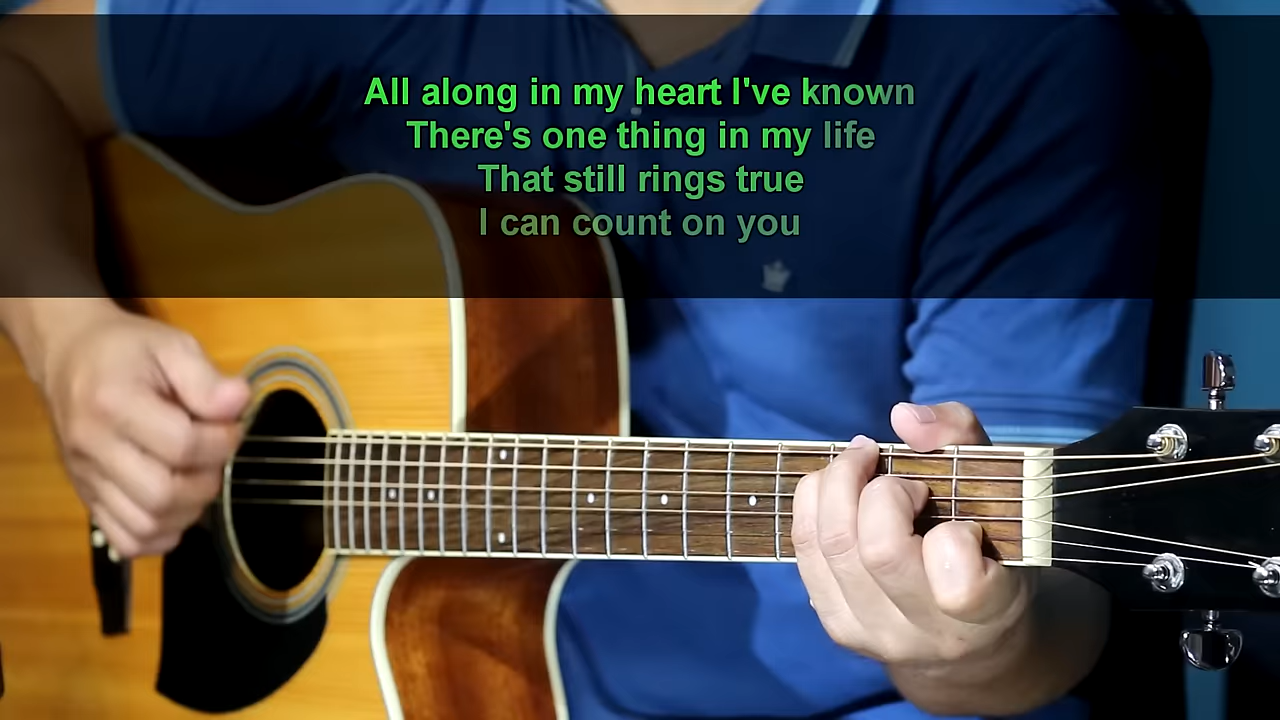 All along in my heart I've known
There's one thing in my life
That still rings true
I can count on you